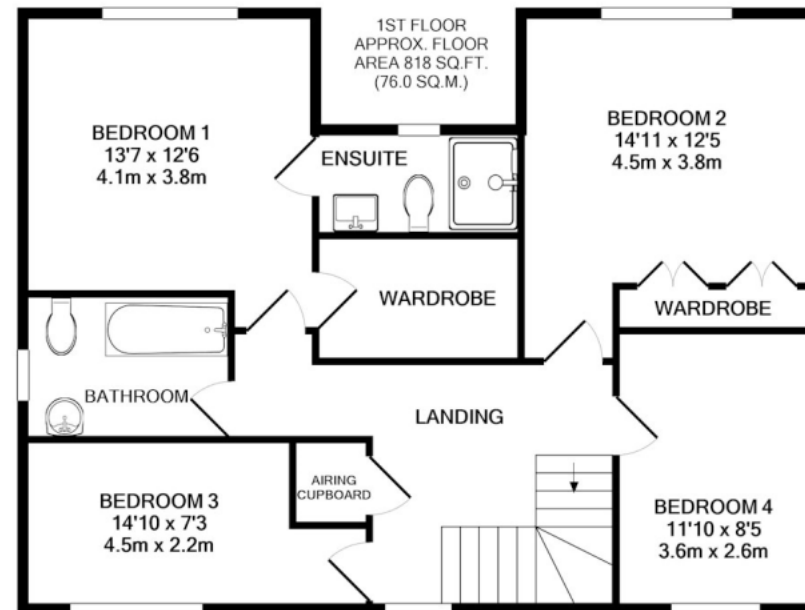 1ST FLOOR
APPROX. FLOOR
AREA 818 SQ.FT.
(76.0 SQ.M.)
BEDROOM 1
13'7 x 12'6
4.1m x 3.8m
ENSUITE
BEDROOM 2
14'11 x 12'5
4.5m x 3.8m
WARDROBE
WARDROBE
BATHROOM
LANDING
AIRING
CUPBOARD
BEDROOM 3
14'10 x 7'3
4.5m x 2.2m
BEDROOM 4
11'10 x 8'5
3.6m x 2.6m